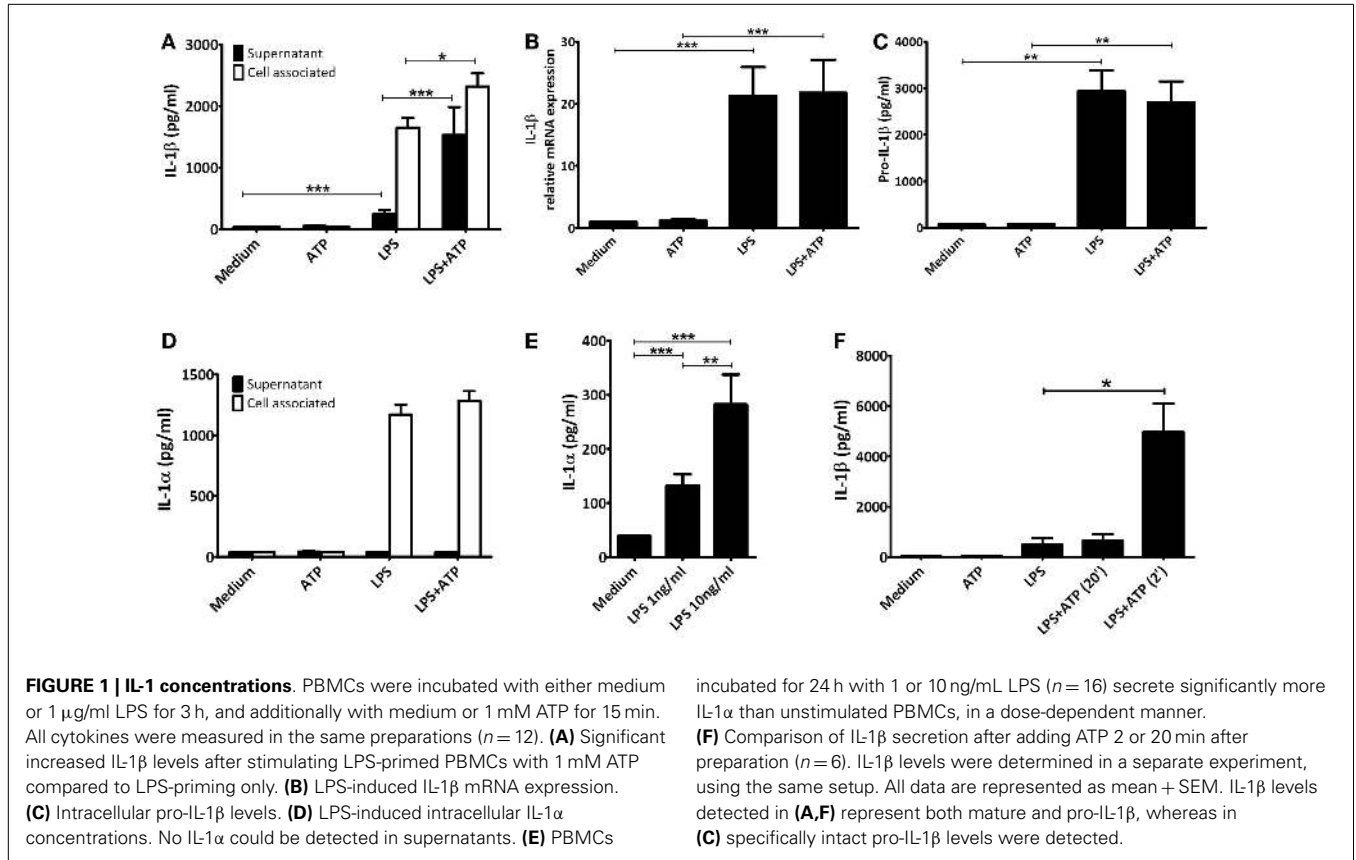 A
3000
2000
1000
0
IL-1β (pg/ml)
Supernatant
Cell associated
*
***
***
Medium
ATP
LPS
LPS+ATP
B
30
20
10
0
IL-1β
relative mRNA expression
***
***
Medium
ATP
LPS
LPS+ATP
C
4000
3000
2000
1000
0
Pro-IL-1β (pg/ml)
**
**
Medium
ATP
LPS
LPS+ATP
D
1500
1000
500
0
IL-1α (pg/ml)
Supernatant
Cell associated
Medium
ATP
LPS
LPS+ATP
E
400
300
200
100
0
IL-1α (pg/ml)
***
***
**
Medium
LPS 1ng/ml
LPS 10ng/ml
F
8000
6000
4000
2000
0
IL-1β (pg/ml)
*
Medium
ATP
LPS
LPS+ATP (20')
LPS+ATP (2')
FIGURE 1 | IL-1 concentrations. PBMCs were incubated with either medium
or 1 μg/ml LPS for 3 h, and additionally with medium or 1 mM ATP for 15 min.
All cytokines were measured in the same preparations (n = 12). (A) Significant
increased IL-1β levels after stimulating LPS-primed PBMCs with 1 mM ATP
compared to LPS-priming only. (B) LPS-induced IL-1β mRNA expression.
(C) Intracellular pro-IL-1β levels. (D) LPS-induced intracellular IL-1α
concentrations. No IL-1α could be detected in supernatants. (E) PBMCs
incubated for 24 h with 1 or 10 ng/mL LPS (n = 16) secrete significantly more
IL-1α than unstimulated PBMCs, in a dose-dependent manner.
(F) Comparison of IL-1β secretion after adding ATP 2 or 20 min after
preparation (n = 6). IL-1β levels were determined in a separate experiment,
using the same setup. All data are represented as mean + SEM. IL-1β levels
detected in (A,F) represent both mature and pro-IL-1β, whereas in
(C) specifically intact pro-IL-1β levels were detected.